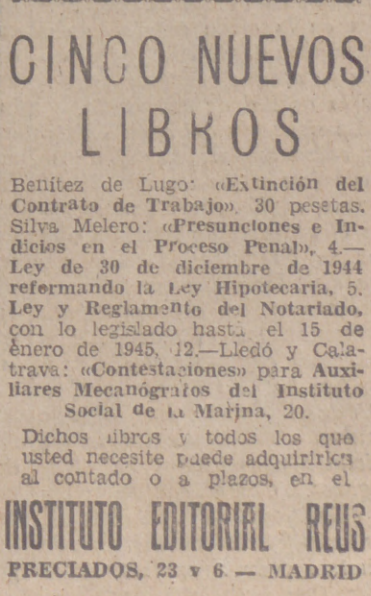 CINCO NUEVOS
LIBROS
Benítez de Lugo: «Extinción del
Contrato de Trabajo», 30 pesetas.
Silva Melero: «Presunciones e In-
dicios en el Proceso Penal», 4.—
Ley de 30 de diciembre de 1944
reformando la Ley Hipotecaria, 5.
Ley y Reglamento del Notariado,
con lo legislado hasta el 15 de
enero de 1945, 12.—Lledó y Cala-
trava: «Contestaciones» para Auxi-
liares Mecanógrafos del Instituto
Social de la Marina, 20.
Dichos libros y todos los que
usted necesite puede adquirirlos
al contado o a plazos, en el
INSTITUTO EDITORIAL REUS
PRECIADOS, 23 y 6. — MADRID